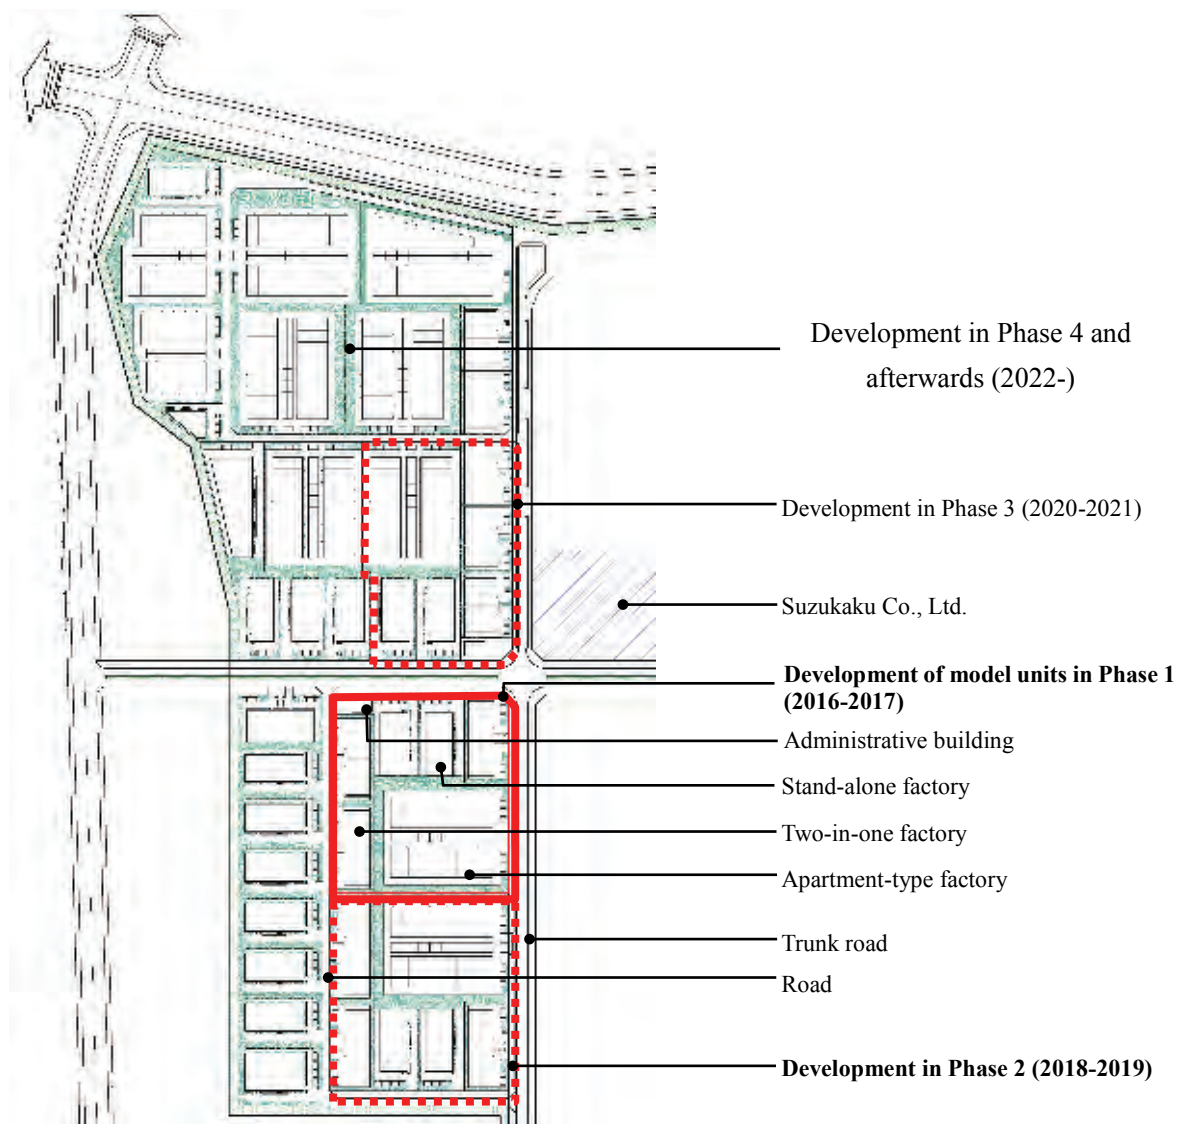 Development in Phase 4 and
afterwards (2022-)
Development in Phase 3 (2020-2021)
Suzukaku Co., Ltd.
Development of model units in Phase 1
(2016-2017)
Administrative building
Stand-alone factory
Two-in-one factory
Apartment-type factory
Trunk road
Road
Development in Phase 2 (2018-2019)